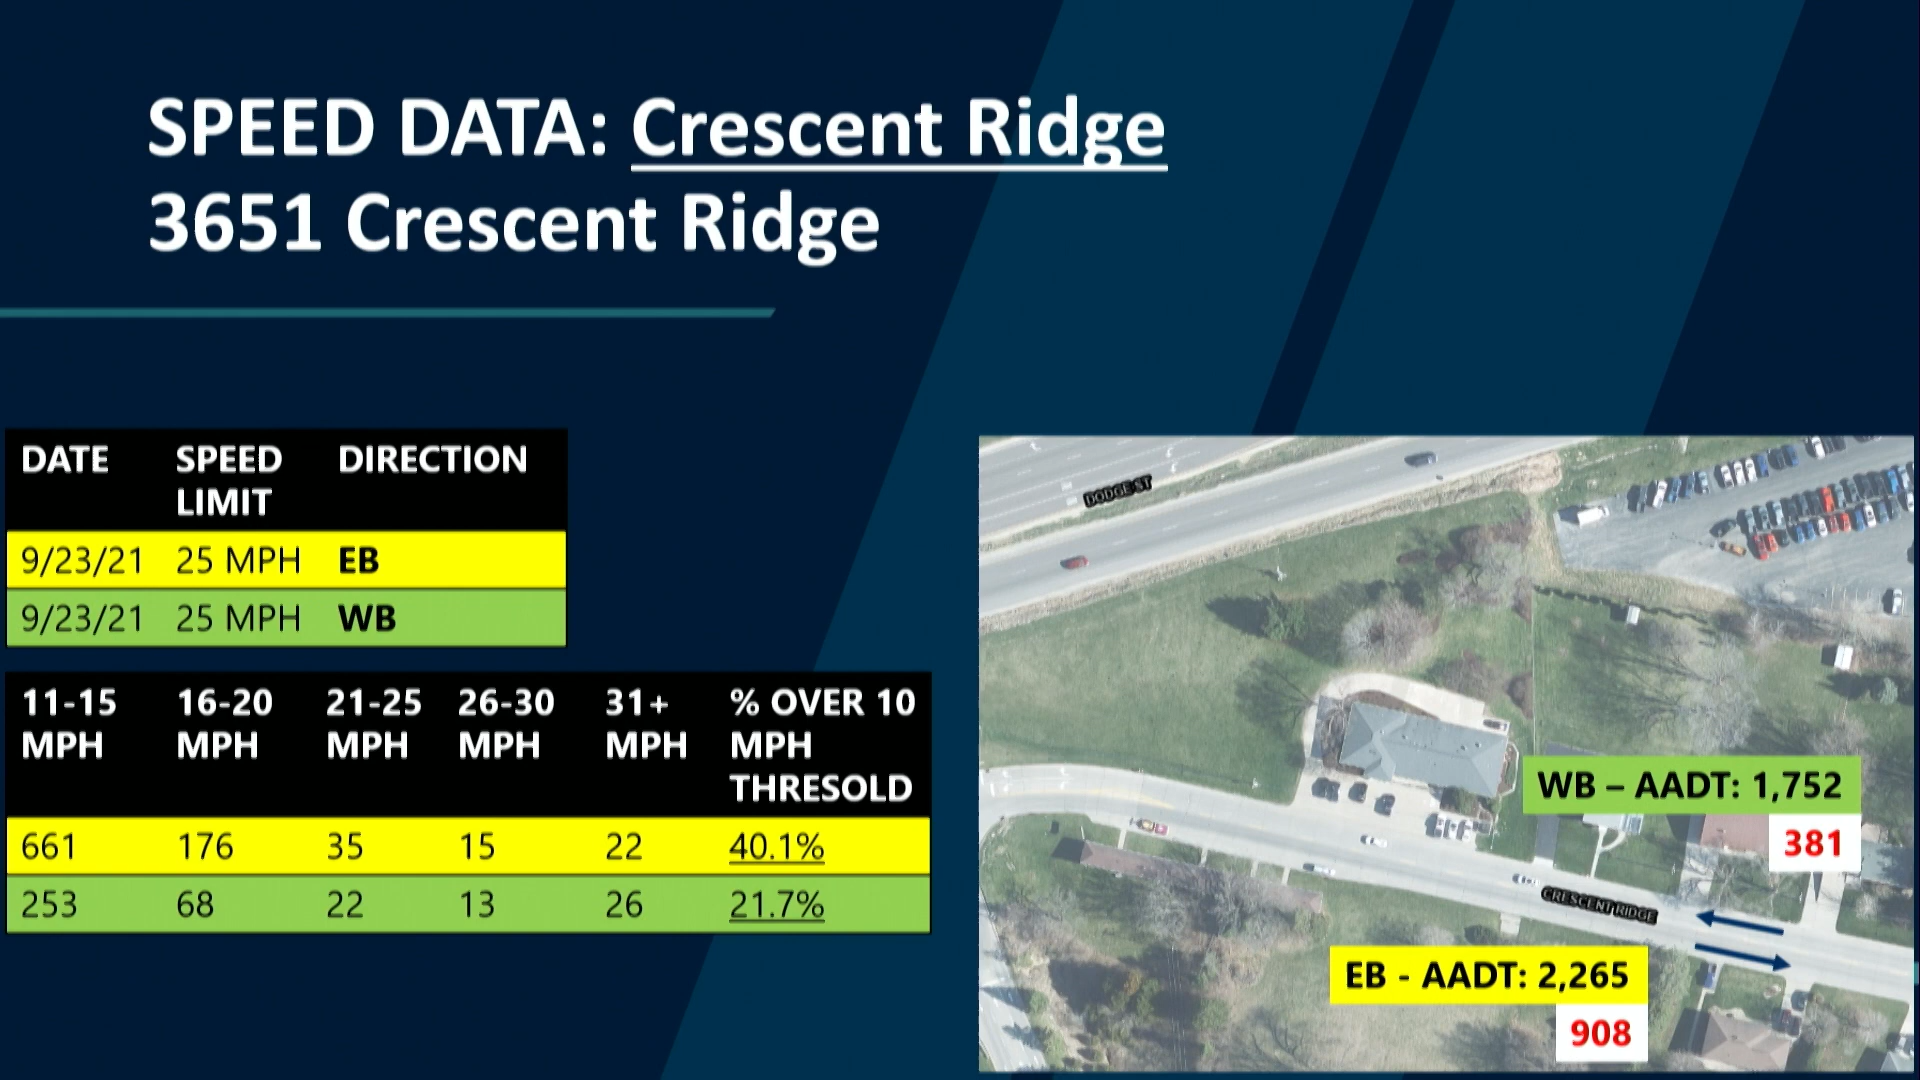 SPEED DATA: Crescent Ridge
3651 Crescent Ridge
DATE SPEED LIMIT DIRECTION
9/23/21 25 MPH EB
9/23/21 25 MPH WB
11-15 MPH 16-20 MPH 21-25 MPH 26-30 MPH 31+ MPH % OVER 10 MPH THRESOLD
661 176 35 15 22 40.1%
253 68 22 13 26 21.7%
DODGE ST
WB – AADT: 1,752
381
CRESCENT RIDGE
EB - AADT: 2,265
908